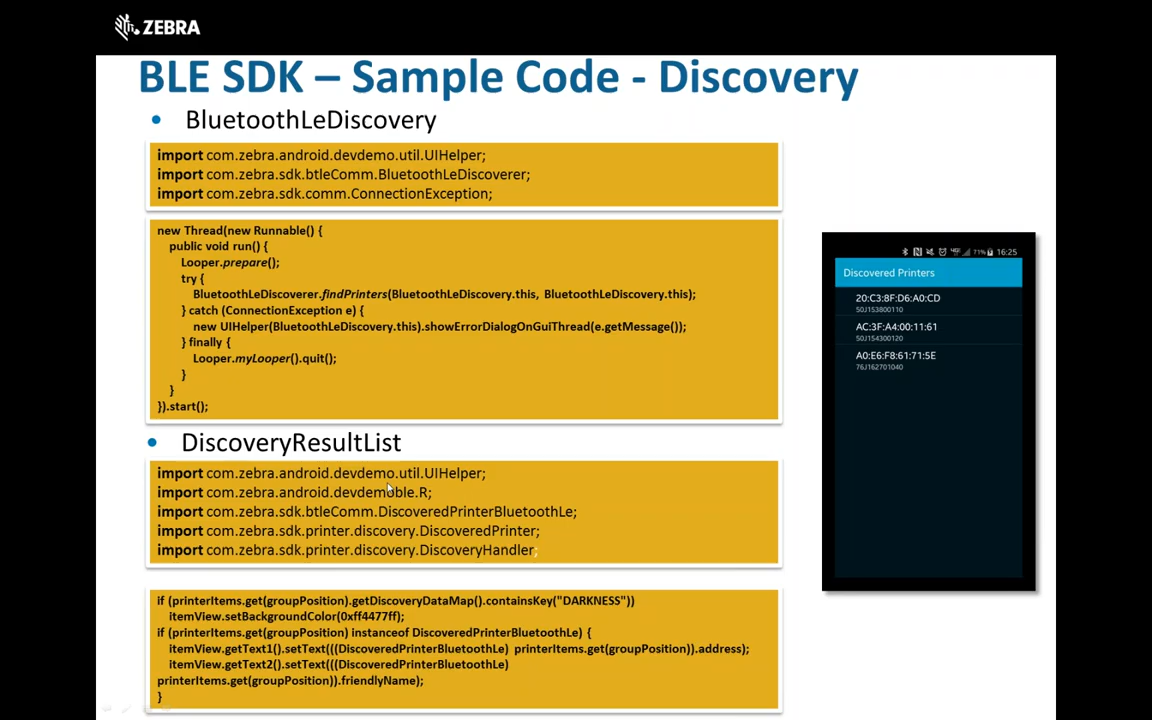 ZEBRA
BLE SDK – Sample Code - Discovery
• BluetoothLeDiscovery
import com.zebra.android.devdemo.util.UIHelper;
import com.zebra.sdk.btleComm.BluetoothLeDiscoverer;
import com.zebra.sdk.comm.ConnectionException;
new Thread(new Runnable() {
public void run() {
Looper.prepare();
try {
BluetoothLeDiscoverer.findPrinters(BluetoothLeDiscovery.this, BluetoothLeDiscovery.this);
} catch (ConnectionException e) {
new UIHelper(BluetoothLeDiscovery.this).showErrorDialogOnGuiThread(e.getMessage());
} finally {
Looper.myLooper().quit();
}
}
}).start();
• DiscoveryResultList
import com.zebra.android.devdemo.util.UIHelper;
import com.zebra.android.devdemoble.R;
import com.zebra.sdk.btleComm.DiscoveredPrinterBluetoothLe;
import com.zebra.sdk.printer.discovery.DiscoveredPrinter;
import com.zebra.sdk.printer.discovery.DiscoveryHandler;
if (printerItems.get(groupPosition).getDiscoveryDataMap().containsKey("DARKNESS"))
itemView.setBackgroundColor(0xff4477ff);
if (printerItems.get(groupPosition) instanceof DiscoveredPrinterBluetoothLe) {
itemView.getText1().setText(((DiscoveredPrinterBluetoothLe) printerItems.get(groupPosition)).address);
itemView.getText2().setText(((DiscoveredPrinterBluetoothLe)
printerItems.get(groupPosition)).friendlyName);
}
71% 16:25
Discovered Printers
20:C3:8F:D6:A0:CD
50J153800110
AC:3F:A4:00:11:61
50J154300120
A0:E6:F8:61:71:5E
76J162701040